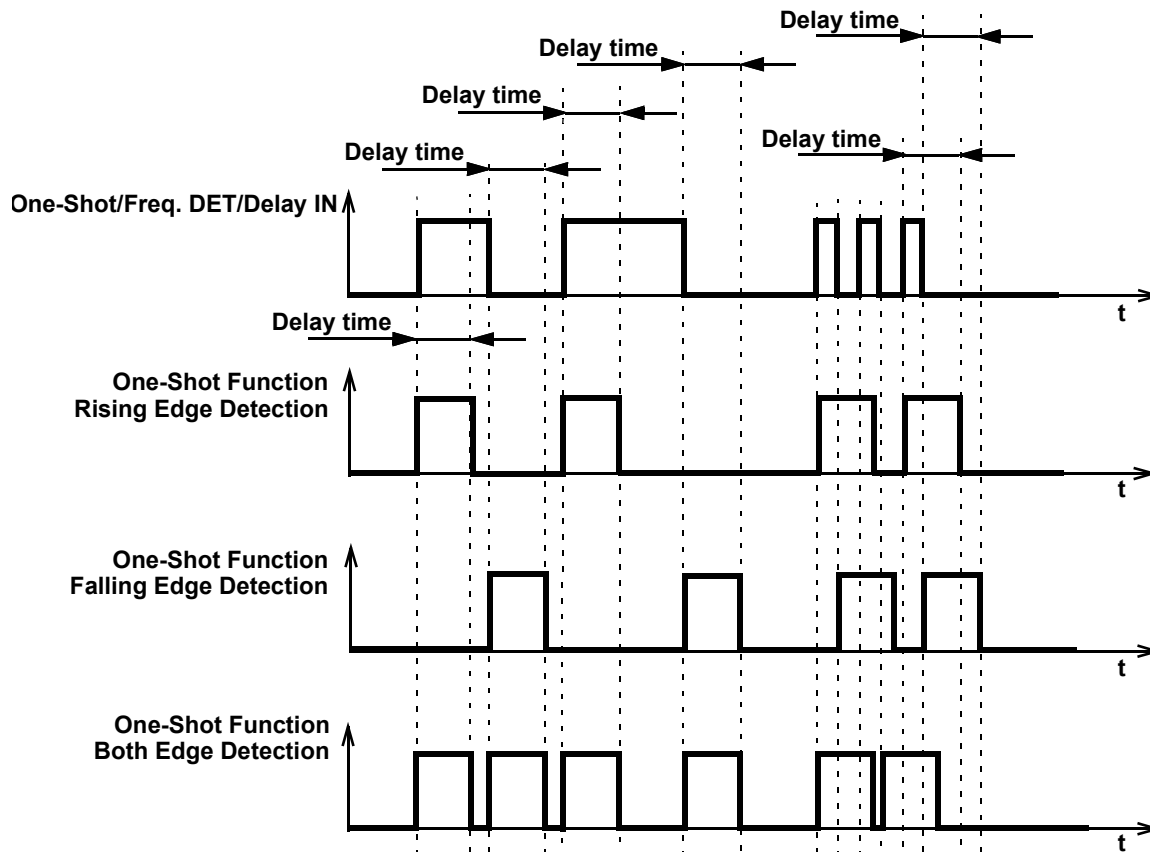 Delay time
Delay time
Delay time
Delay time
Delay time
One-Shot/Freq. DET/Delay IN
t
Delay time
One-Shot Function
Rising Edge Detection
t
One-Shot Function
Falling Edge Detection
t
One-Shot Function
Both Edge Detection
t